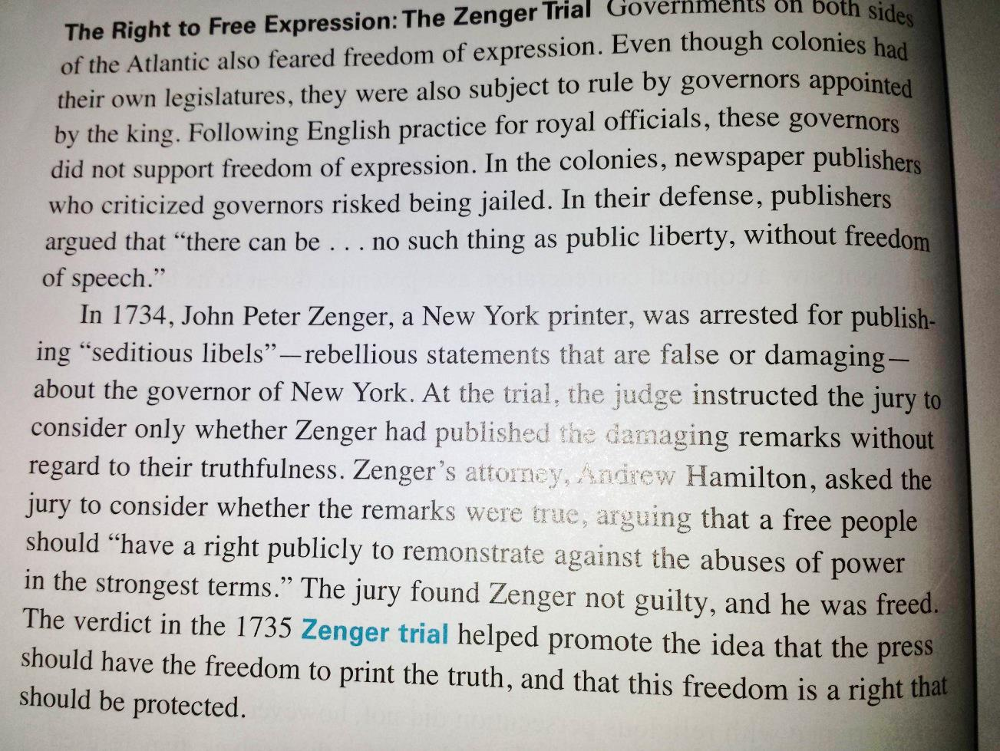 The Right to Free Expression: The Zenger Trial Governments on both sides
of the Atlantic also feared freedom of expression. Even though colonies had
their own legislatures, they were also subject to rule by governors appointed
by the king. Following English practice for royal officials, these governors
did not support freedom of expression. In the colonies, newspaper publishers
who criticized governors risked being jailed. In their defense, publishers
argued that “there can be . . . no such thing as public liberty, without freedom
of speech.”
In 1734, John Peter Zenger, a New York printer, was arrested for publish-
ing “seditious libels”—rebellious statements that are false or damaging—
about the governor of New York. At the trial, the judge instructed the jury to
consider only whether Zenger had published the damaging remarks without
regard to their truthfulness. Zenger’s attorney, Andrew Hamilton, asked the
jury to consider whether the remarks were true, arguing that a free people
should “have a right publicly to remonstrate against the abuses of power
in the strongest terms.” The jury found Zenger not guilty, and he was freed.
The verdict in the 1735 Zenger trial helped promote the idea that the press
should have the freedom to print the truth, and that this freedom is a right that
should be protected.